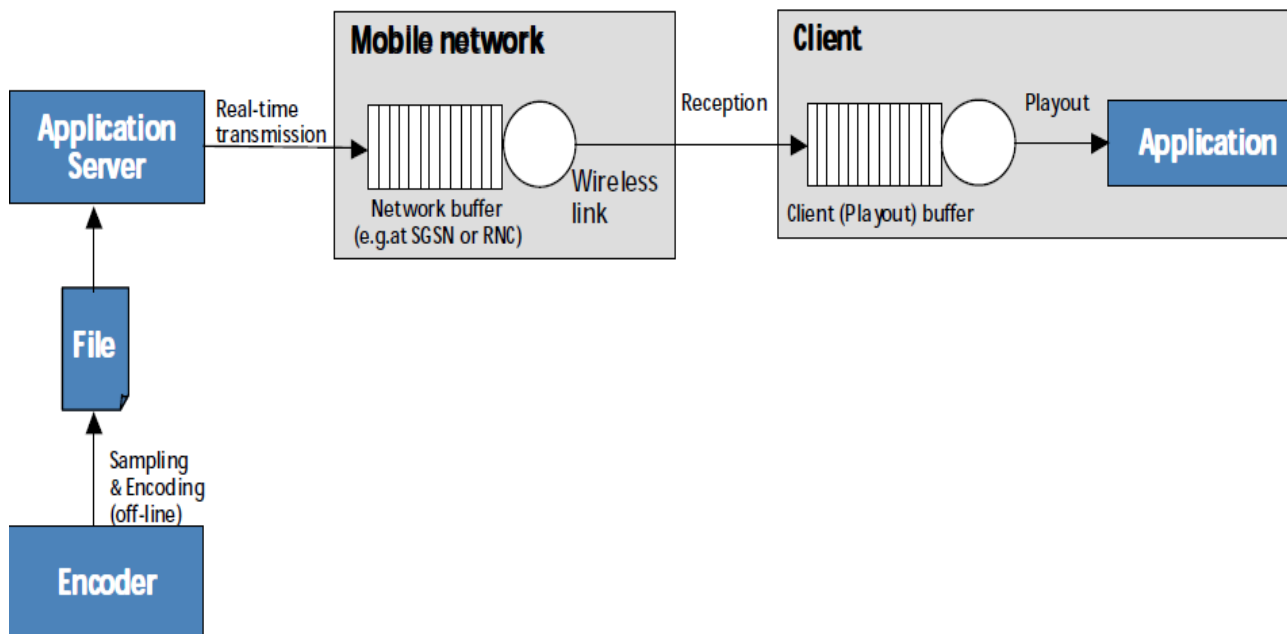 Mobile network
Client
Real-time
transmission
Reception
Playout
Application
Server
Application
Wireless
link
Network buffer
(e.g.at SGSN or RNC)
Client (Playout) buffer
File
Sampling
& Encoding
(off-line)
Encoder